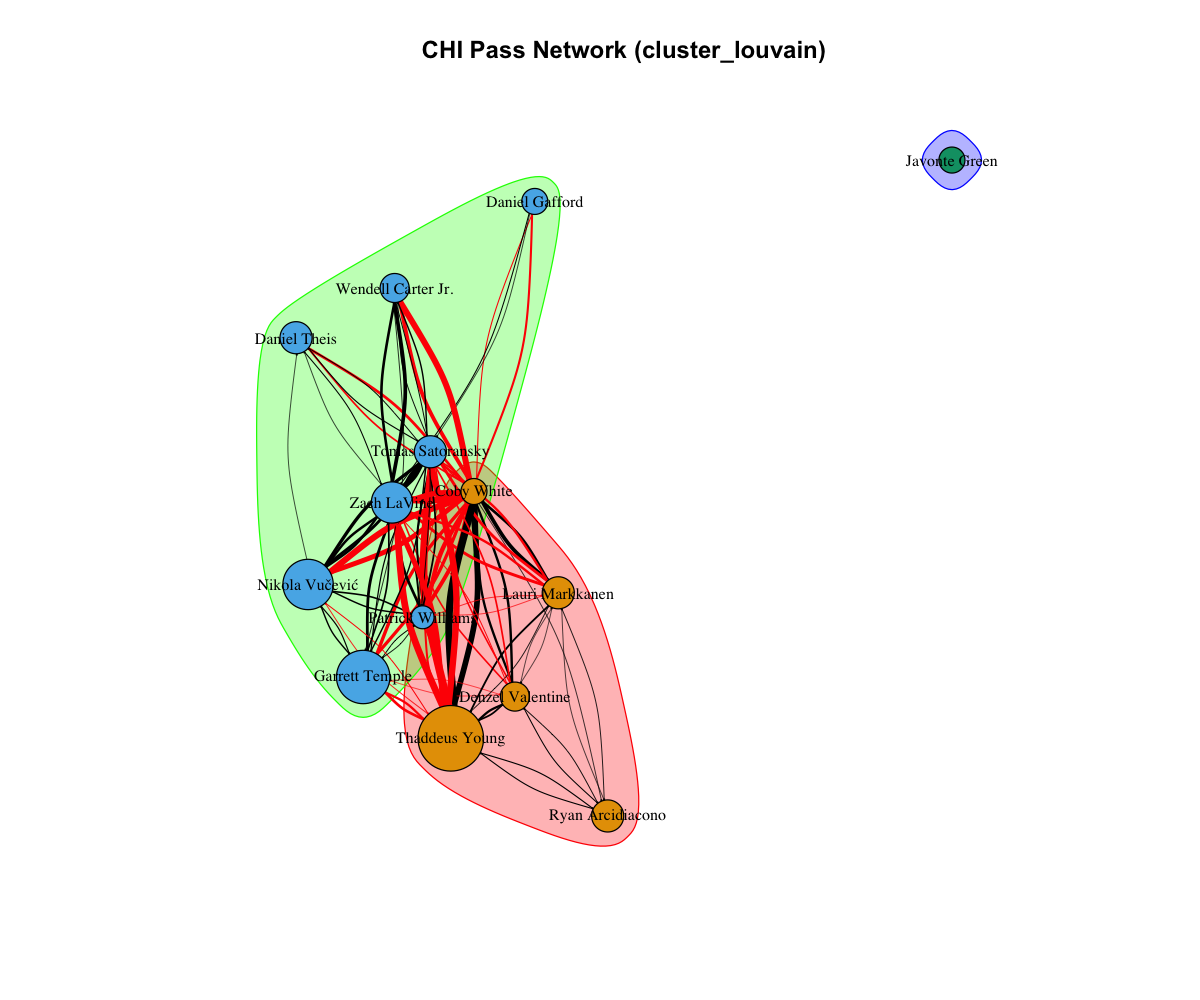 CHI Pass Network (cluster_louvain)
Javonte Green
Daniel Gafford
Wendell Carter Jr.
Daniel Theis
Tomas Satoransky
Coby White
Zach LaVine
Nikola Vučević
Lauri Markkanen
Patrick Williams
Garrett Temple
Denzel Valentine
Thaddeus Young
Ryan Arcidiacono